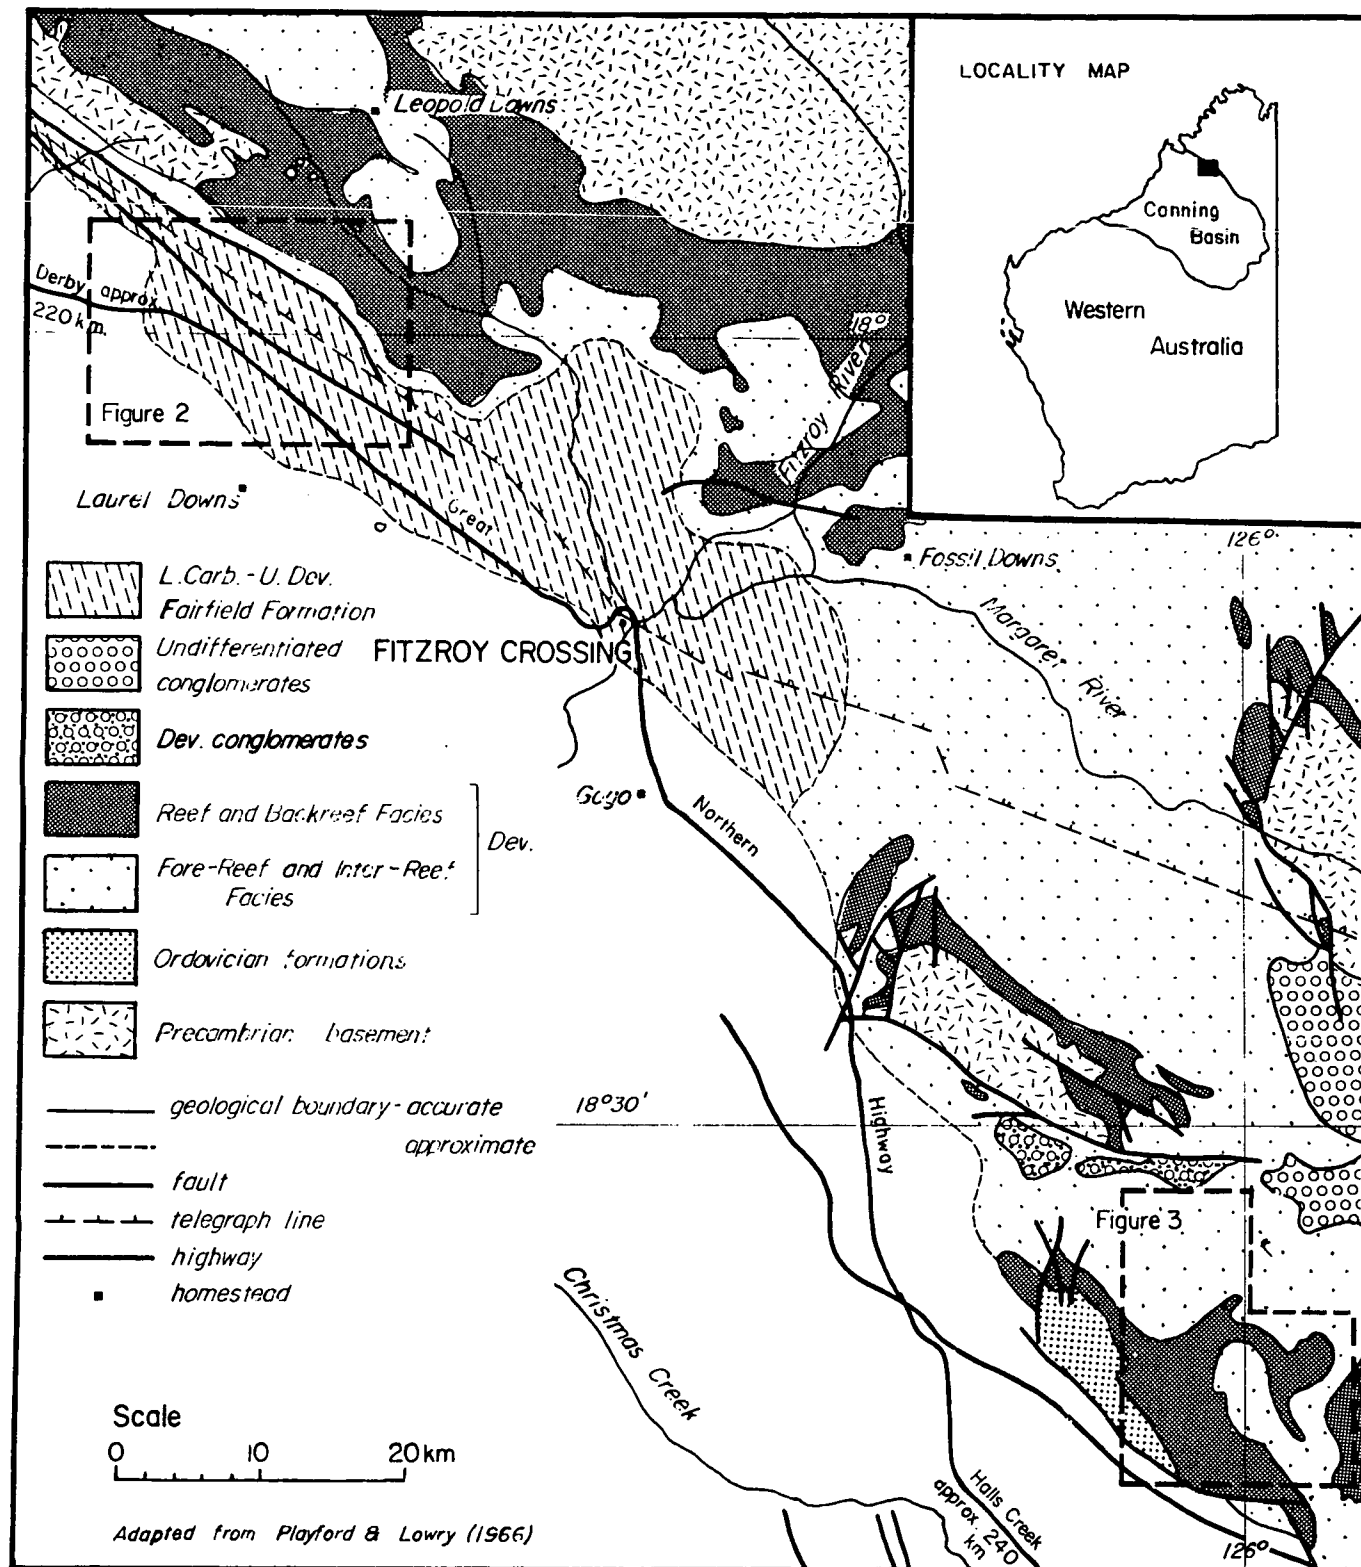 LOCALITY MAP
Canning
Basin
Western
Australia
Leopold Downs
Derby approx
220 km.
Figure 2
18°
Fitzroy River
Laurel Downs
Great
Fossil Downs
126°
L.Carb.-U. Dev.
Fairfield Formation
Undifferentiated
conglomerates
FITZROY CROSSING
Margaret River
Dev. conglomerates
Gogo
Northern
Reef and Backreef Facies
Dev.
Fore-Reef and Inter-Reef
Facies
Ordovician formations
Precambrian basement
geological boundary-accurate
approximate
18°30'
Highway
fault
telegraph line
Figure 3
highway
homestead
Christmas Creek
Scale
0 10 20 km
Halls Creek
approx 240
km
Adapted from Playford & Lowry (1966)
126°